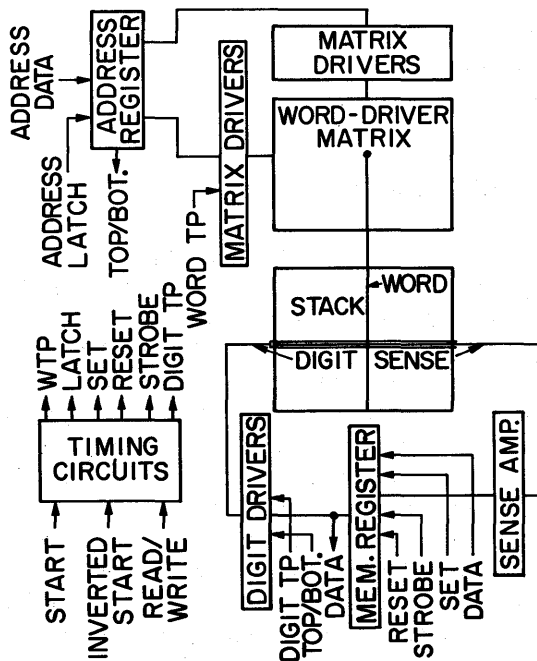 ADDRESS
DATA
ADDRESS
REGISTER
ADDRESS
LATCH
TOP/BOT.
WORD TP
MATRIX DRIVERS
MATRIX
DRIVERS
WORD-DRIVER
MATRIX
STACK
WORD
DIGIT
SENSE
WTP
LATCH
SET
RESET
STROBE
DIGIT TP
TIMING
CIRCUITS
START
INVERTED
START
READ/
WRITE
DIGIT DRIVERS
DIGIT TP
TOP/BOT.
DATA
MEM. REGISTER
RESET
STROBE
SET
DATA
SENSE AMP.